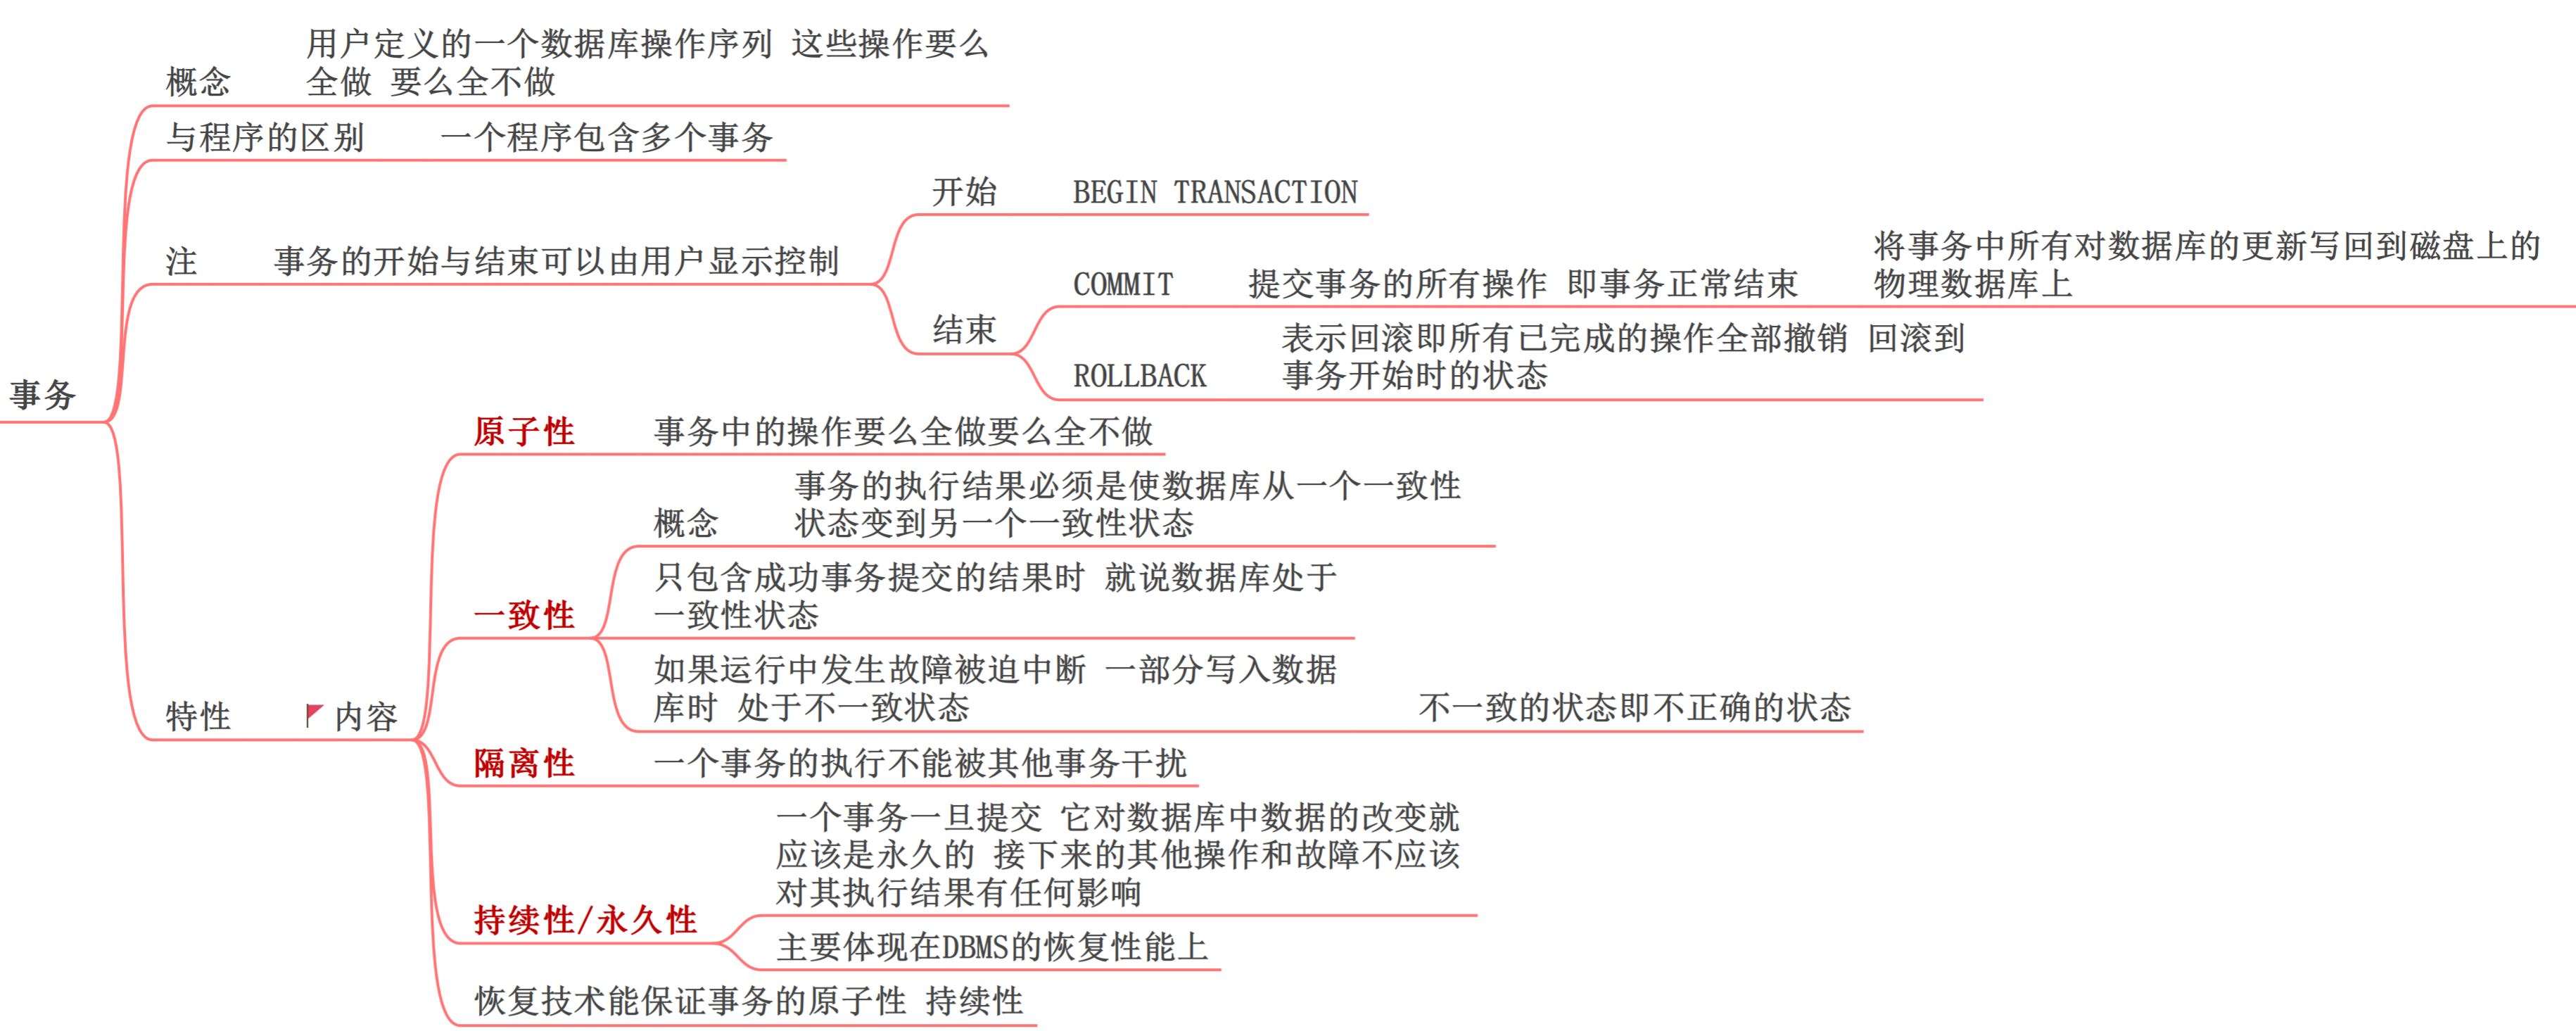 事务
概念
用户定义的一个数据库操作序列 这些操作要么
全做 要么全不做
与程序的区别
一个程序包含多个事务
注
事务的开始与结束可以由用户显示控制
开始
BEGIN TRANSACTION
结束
COMMIT
提交事务的所有操作 即事务正常结束
将事务中所有对数据库的更新写回到磁盘上的
物理数据库上
ROLLBACK
表示回滚即所有已完成的操作全部撤销 回滚到
事务开始时的状态
特性
内容
原子性
事务中的操作要么全做要么全不做
一致性
概念
事务的执行结果必须是使数据库从一个一致性
状态变到另一个一致性状态
只包含成功事务提交的结果时 就说数据库处于
一致性状态
如果运行中发生故障被迫中断 一部分写入数据
库时 处于不一致状态
不一致的状态即不正确的状态
隔离性
一个事务的执行不能被其他事务干扰
持续性/永久性
一个事务一旦提交 它对数据库中数据的改变就
应该是永久的 接下来的其他操作和故障不应该
对其执行结果有任何影响
主要体现在DBMS的恢复性能上
恢复技术能保证事务的原子性 持续性